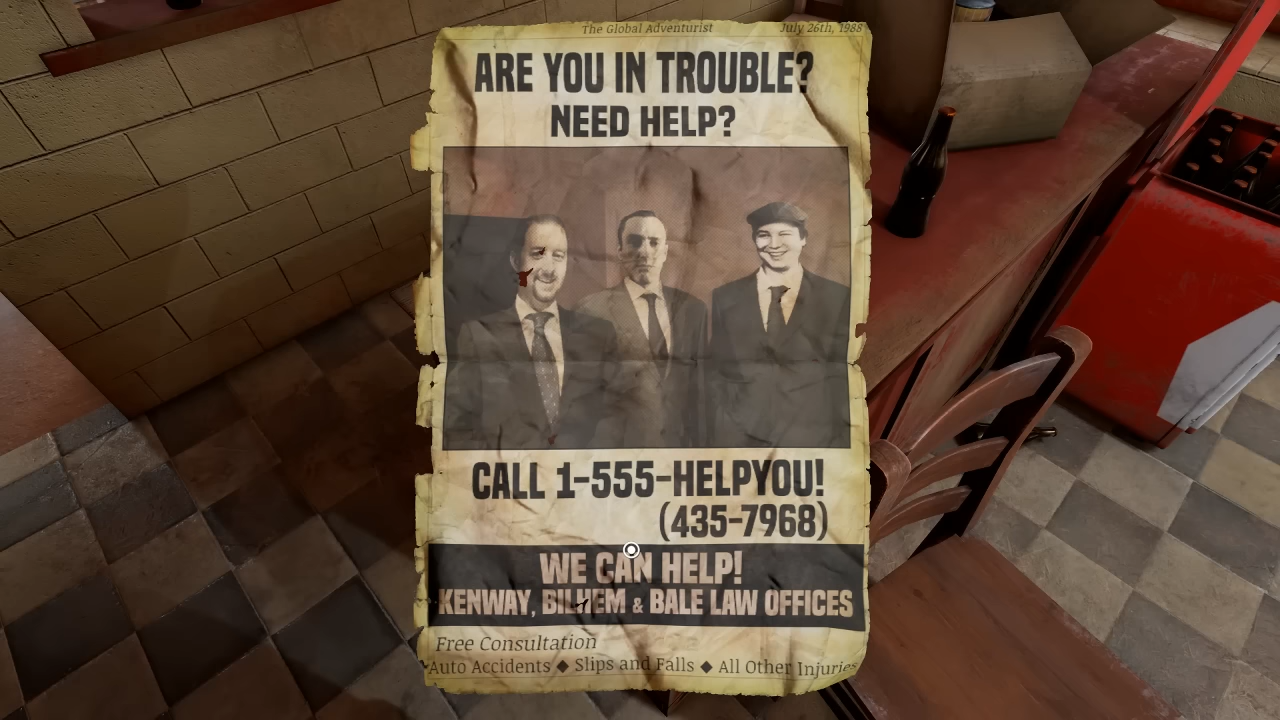 The Global Adventurist July 26th, 1988
ARE YOU IN TROUBLE?
NEED HELP?
CALL 1-555-HELPYOU!
(435-7968)
WE CAN HELP!
KENWAY, BILHEM & BALE LAW OFFICES
Free Consultation
Auto Accidents ◆ Slips and Falls ◆ All Other Injuries